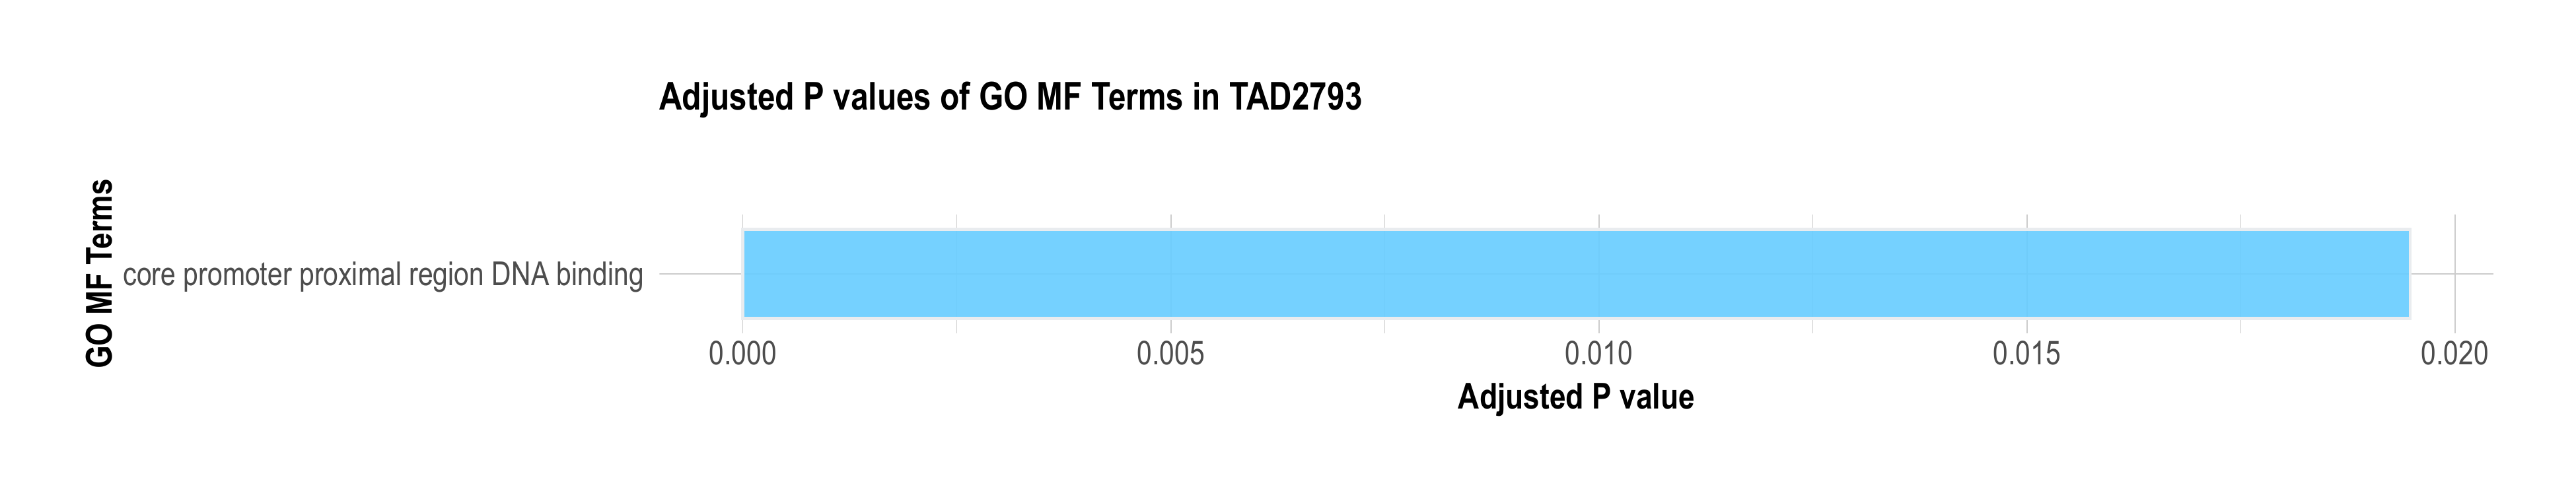 Adjusted P values of GO MF Terms in TAD2793
GO MF Terms
core promoter proximal region DNA binding
0.000 0.005 0.010 0.015 0.020
Adjusted P value